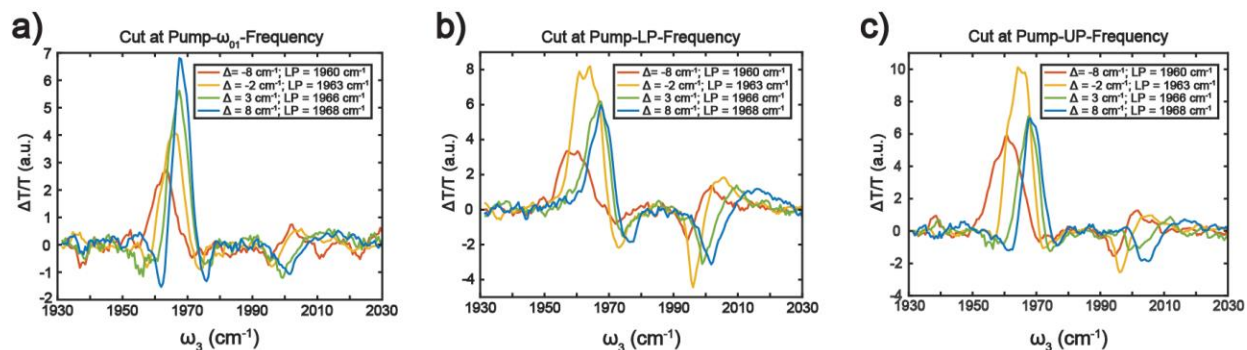 a)
Cut at Pump-ω₀₁-Frequency
Δ= -8 cm⁻¹; LP = 1960 cm⁻¹
Δ = -2 cm⁻¹; LP = 1963 cm⁻¹
Δ = 3 cm⁻¹; LP = 1966 cm⁻¹
Δ = 8 cm⁻¹; LP = 1968 cm⁻¹
7
6
5
4
3
2
1
0
-1
-2
ΔT/T (a.u.)
1930 1950 1970 1990 2010 2030
ω₃ (cm⁻¹)
b)
Cut at Pump-LP-Frequency
Δ= -8 cm⁻¹; LP = 1960 cm⁻¹
Δ = -2 cm⁻¹; LP = 1963 cm⁻¹
Δ = 3 cm⁻¹; LP = 1966 cm⁻¹
Δ = 8 cm⁻¹; LP = 1968 cm⁻¹
8
6
4
2
0
-2
-4
ΔT/T (a.u.)
1930 1950 1970 1990 2010 2030
ω₃ (cm⁻¹)
c)
Cut at Pump-UP-Frequency
Δ= -8 cm⁻¹; LP = 1960 cm⁻¹
Δ = -2 cm⁻¹; LP = 1963 cm⁻¹
Δ = 3 cm⁻¹; LP = 1966 cm⁻¹
Δ = 8 cm⁻¹; LP = 1968 cm⁻¹
10
8
6
4
2
0
-2
-4
ΔT/T (a.u.)
1930 1950 1970 1990 2010 2030
ω₃ (cm⁻¹)